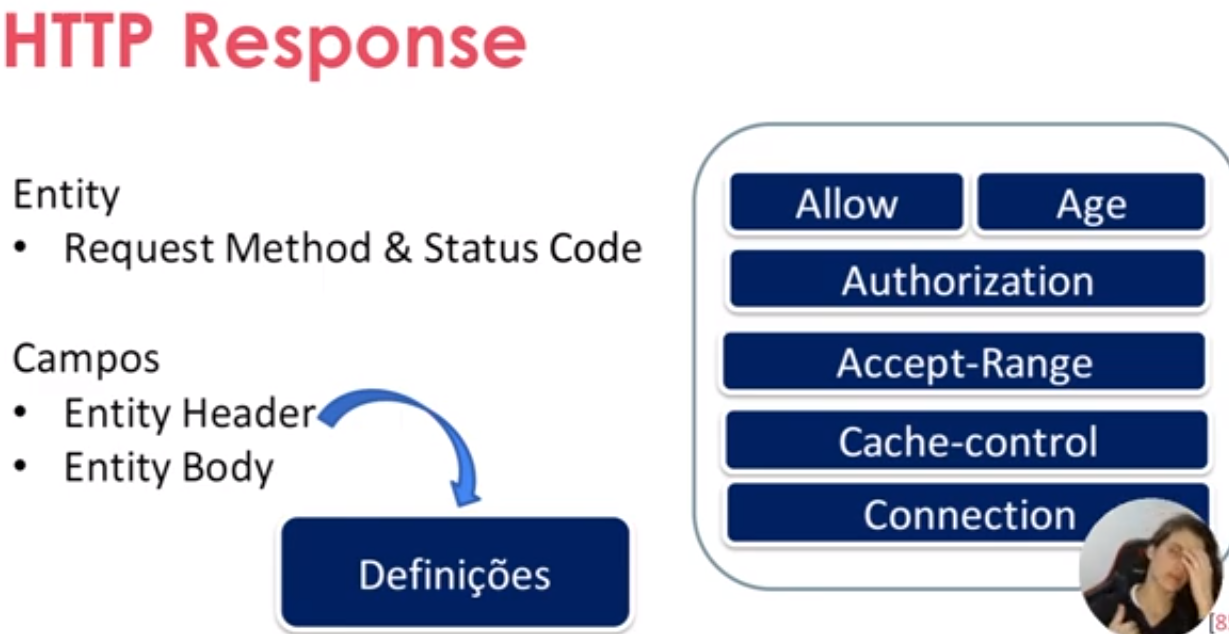 HTTP Response
Entity
• Request Method & Status Code
Campos
• Entity Header
• Entity Body
Definições
Allow
Age
Authorization
Accept-Range
Cache-control
Connection
[8